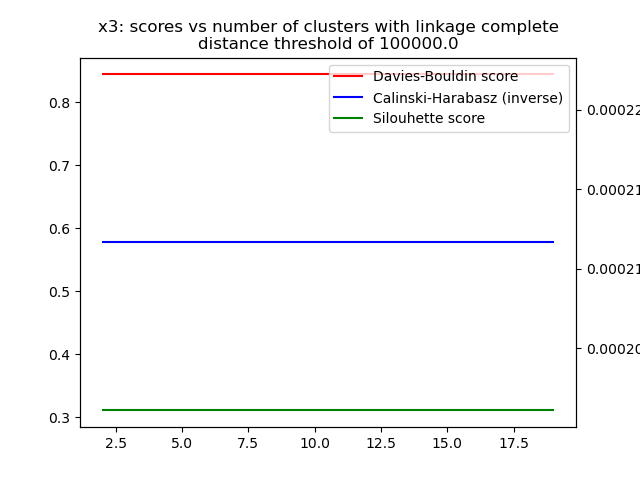 x3: scores vs number of clusters with linkage complete
distance threshold of 100000.0
Davies-Bouldin score
Calinski-Harabasz (inverse)
Silouhette score
0.8
0.7
0.6
0.5
0.4
0.3
0.00022
0.00021
0.00021
0.00020
2.5 5.0 7.5 10.0 12.5 15.0 17.5